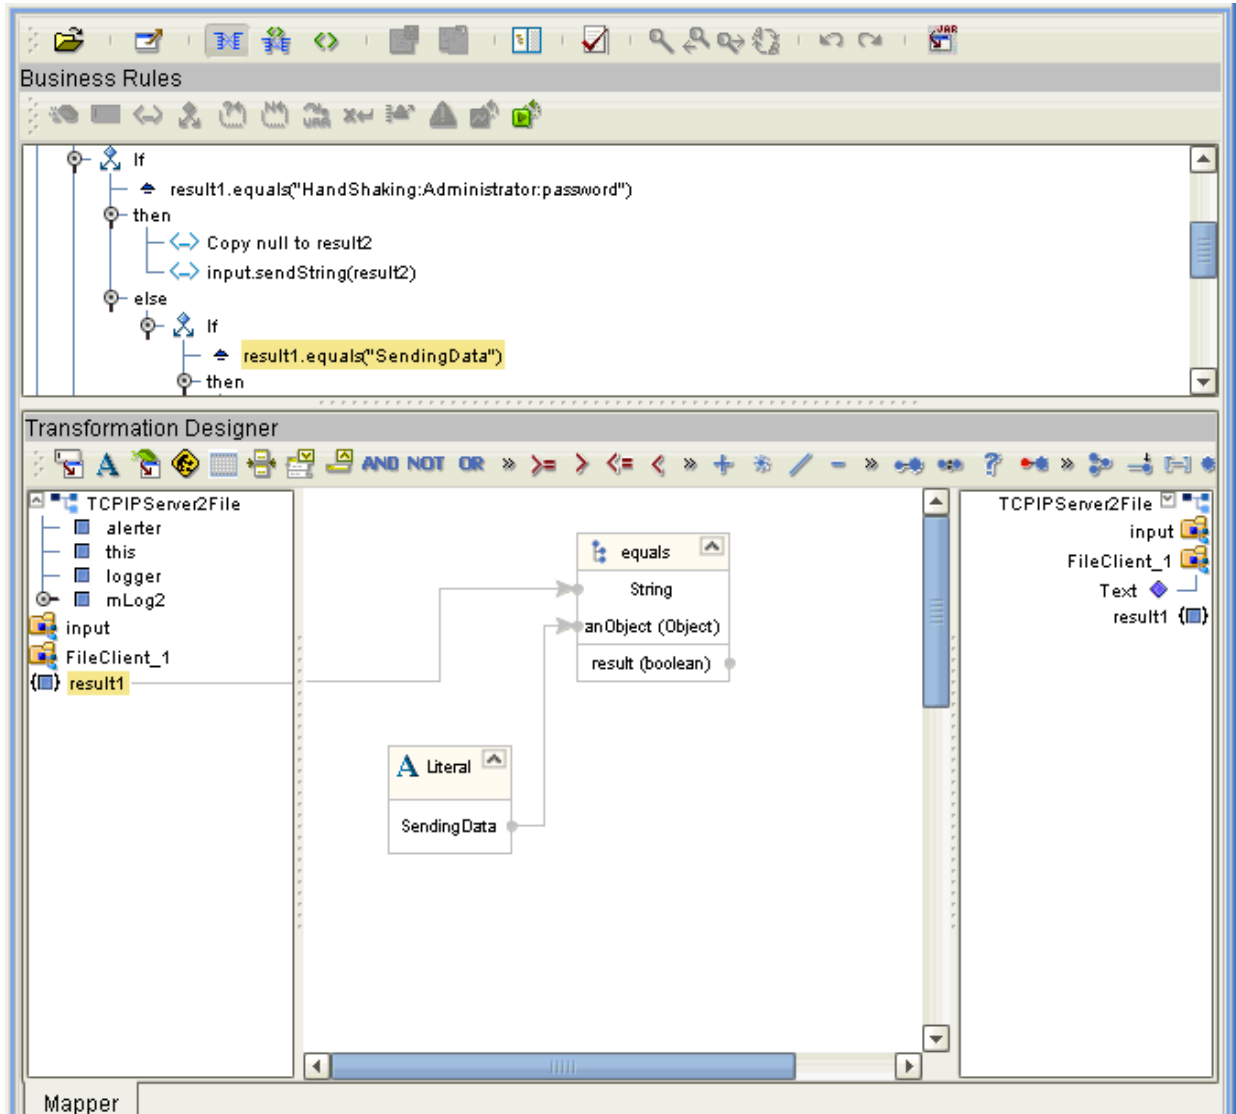 JAR
Business Rules
If
result1.equals("HandShaking:Administrator:password")
then
Copy null to result2
input.sendString(result2)
else
If
result1.equals("SendingData")
then
Transformation Designer
A AND NOT OR » >= > <= < » + / - » ? » [-]
TCPIPServer2File
alerter
this
logger
mLog2
input
FileClient_1
result1
equals
String
anObject (Object)
result (boolean)
A Literal
SendingData
TCPIPServer2File
input
FileClient_1
Text
result1
Mapper